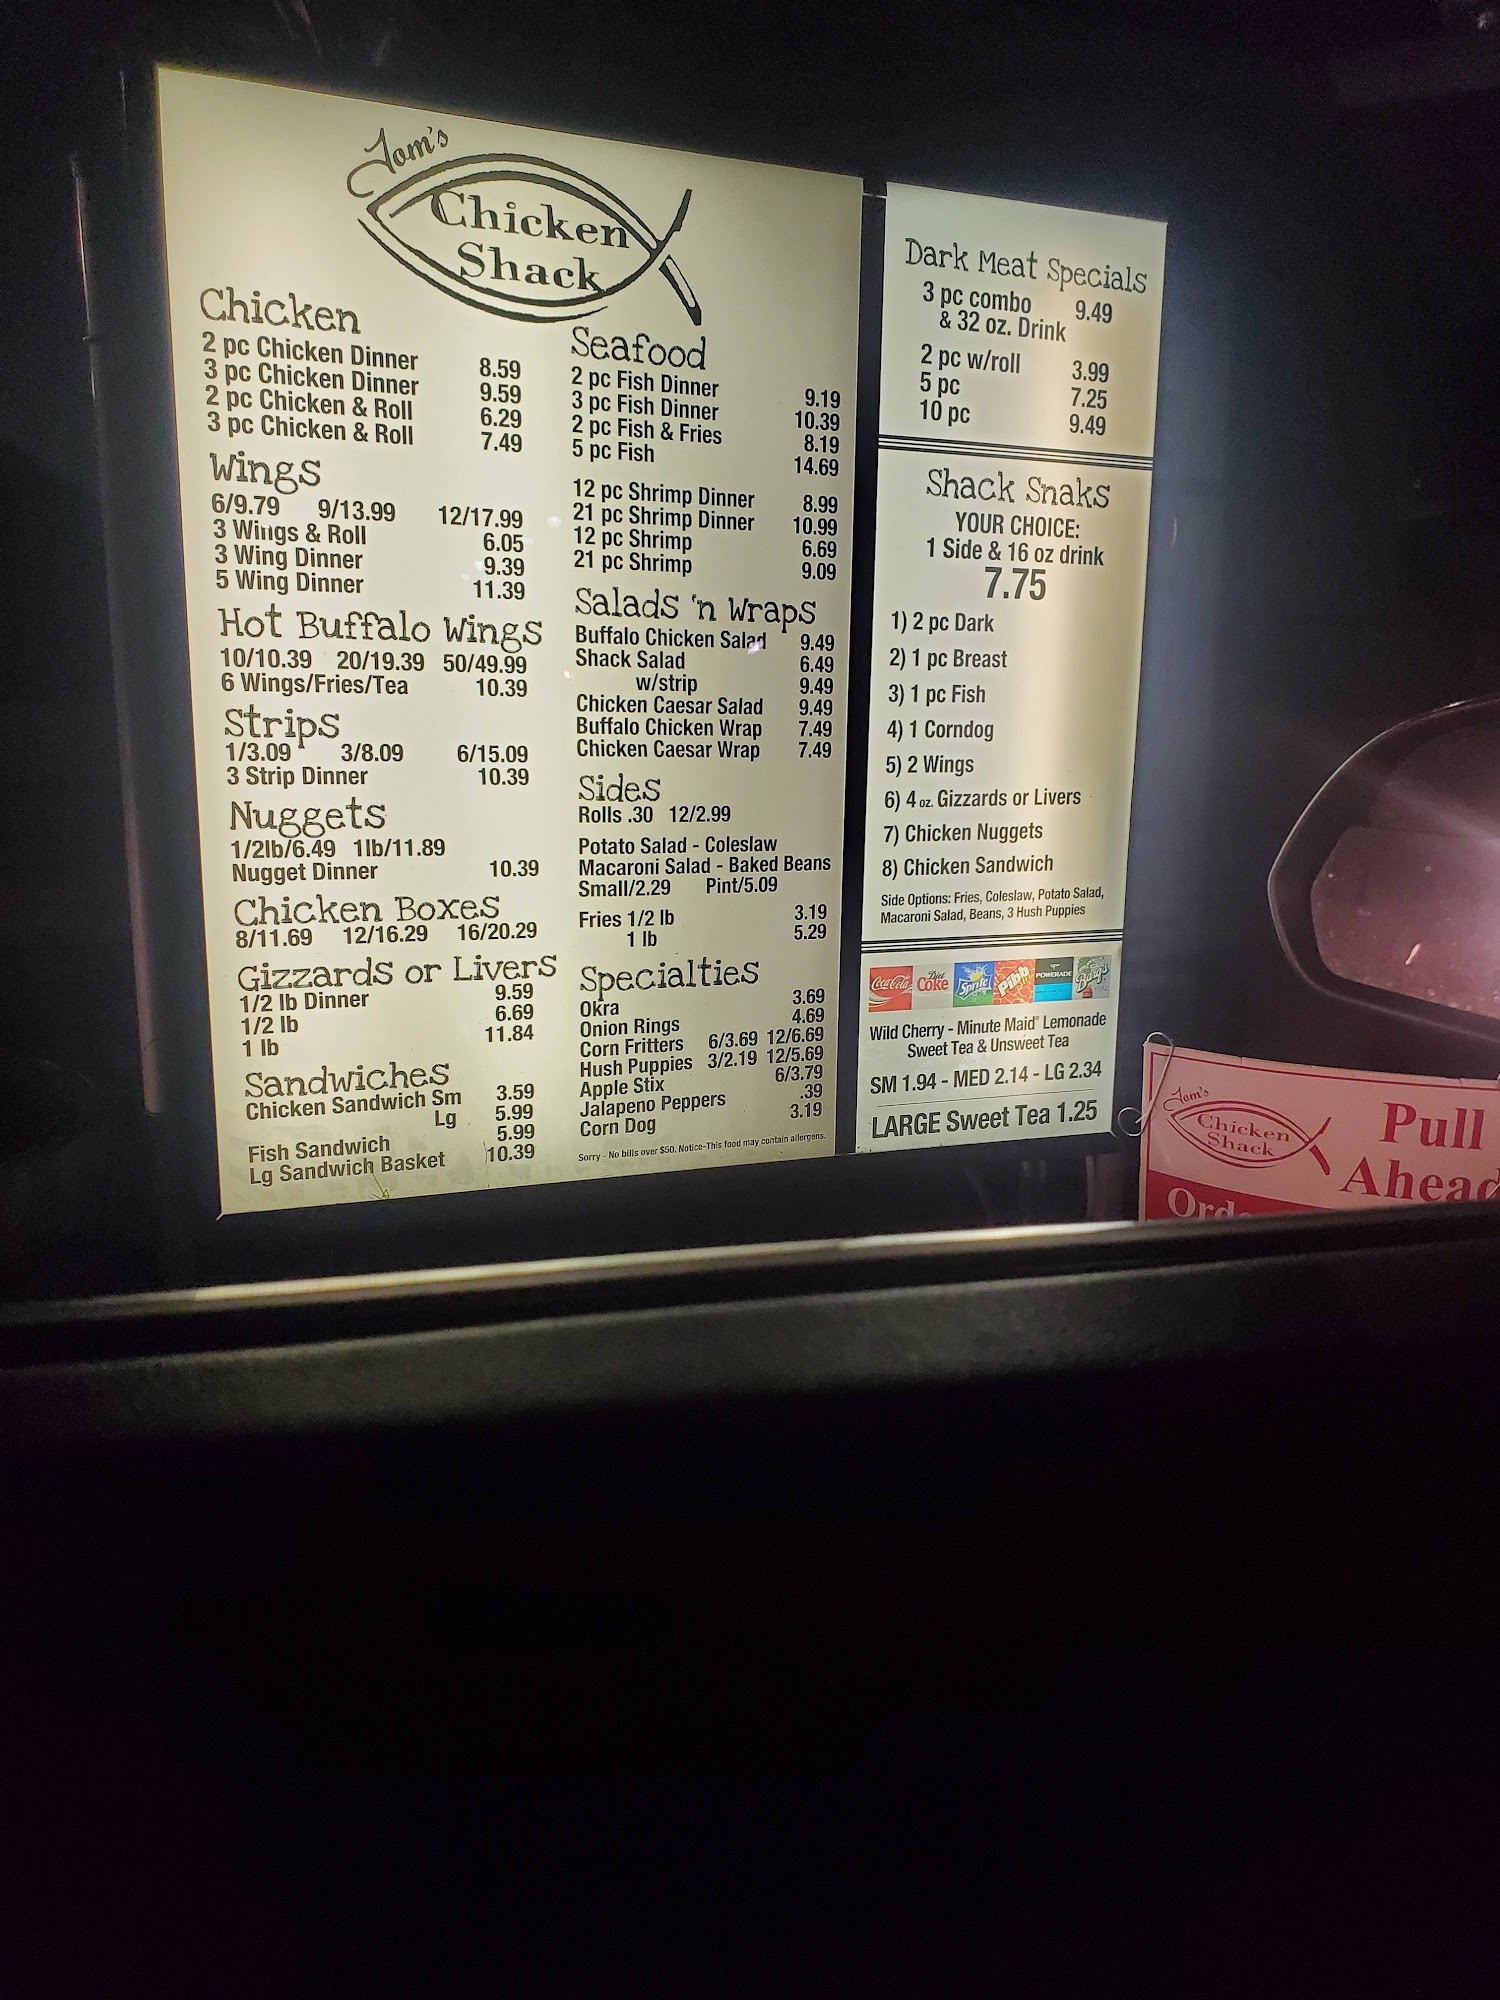 Tom's
Chicken
Shack
Chicken
2 pc Chicken Dinner 8.59
3 pc Chicken Dinner 9.59
2 pc Chicken & Roll 6.29
3 pc Chicken & Roll 7.49
Wings
6/9.79 9/13.99 12/17.99
3 Wings & Roll 6.05
3 Wing Dinner 9.39
5 Wing Dinner 11.39
Hot Buffalo Wings
10/10.39 20/19.39 50/49.99
6 Wings/Fries/Tea 10.39
Strips
1/3.09 3/8.09 6/15.09
3 Strip Dinner 10.39
Nuggets
1/2lb/6.49 1lb/11.89
Nugget Dinner 10.39
Chicken Boxes
8/11.69 12/16.29 16/20.29
Gizzards or Livers
1/2 lb Dinner 9.59
1/2 lb 6.69
1 lb 11.84
Sandwiches
Chicken Sandwich Sm 3.59
Lg 5.99
Fish Sandwich 5.99
Lg Sandwich Basket 10.39
Seafood
2 pc Fish Dinner 9.19
3 pc Fish Dinner 10.39
2 pc Fish & Fries 8.19
5 pc Fish 14.69
12 pc Shrimp Dinner 8.99
21 pc Shrimp Dinner 10.99
12 pc Shrimp 6.69
21 pc Shrimp 9.09
Salads 'n Wraps
Buffalo Chicken Salad 9.49
Shack Salad 6.49
w/strip 9.49
Chicken Caesar Salad 9.49
Buffalo Chicken Wrap 7.49
Chicken Caesar Wrap 7.49
Sides
Rolls .30 12/2.99
Potato Salad - Coleslaw
Macaroni Salad - Baked Beans
Small/2.29 Pint/5.09
Fries 1/2 lb 3.19
1 lb 5.29
Specialties
Okra 3.69
Onion Rings 4.69
Corn Fritters 6/3.69 12/6.69
Hush Puppies 3/2.19 12/5.69
Apple Stix 6/3.79
Jalapeno Peppers .39
Corn Dog 3.19
Sorry - No bills over $50. Notice-This food may contain allergens.
Dark Meat Specials
3 pc combo 9.49
& 32 oz. Drink
2 pc w/roll 3.99
5 pc 7.25
10 pc 9.49
Shack Snaks
YOUR CHOICE:
1 Side & 16 oz drink
7.75
1) 2 pc Dark
2) 1 pc Breast
3) 1 pc Fish
4) 1 Corndog
5) 2 Wings
6) 4 oz. Gizzards or Livers
7) Chicken Nuggets
8) Chicken Sandwich
Side Options: Fries, Coleslaw, Potato Salad,
Macaroni Salad, Beans, 3 Hush Puppies
Coca-Cola Diet Coke Sprite Pibb POWERADE Barq's
Wild Cherry - Minute Maid® Lemonade
Sweet Tea & Unsweet Tea
SM 1.94 - MED 2.14 - LG 2.34
LARGE Sweet Tea 1.25
Tom's
Chicken
Shack
Pull
Ahead